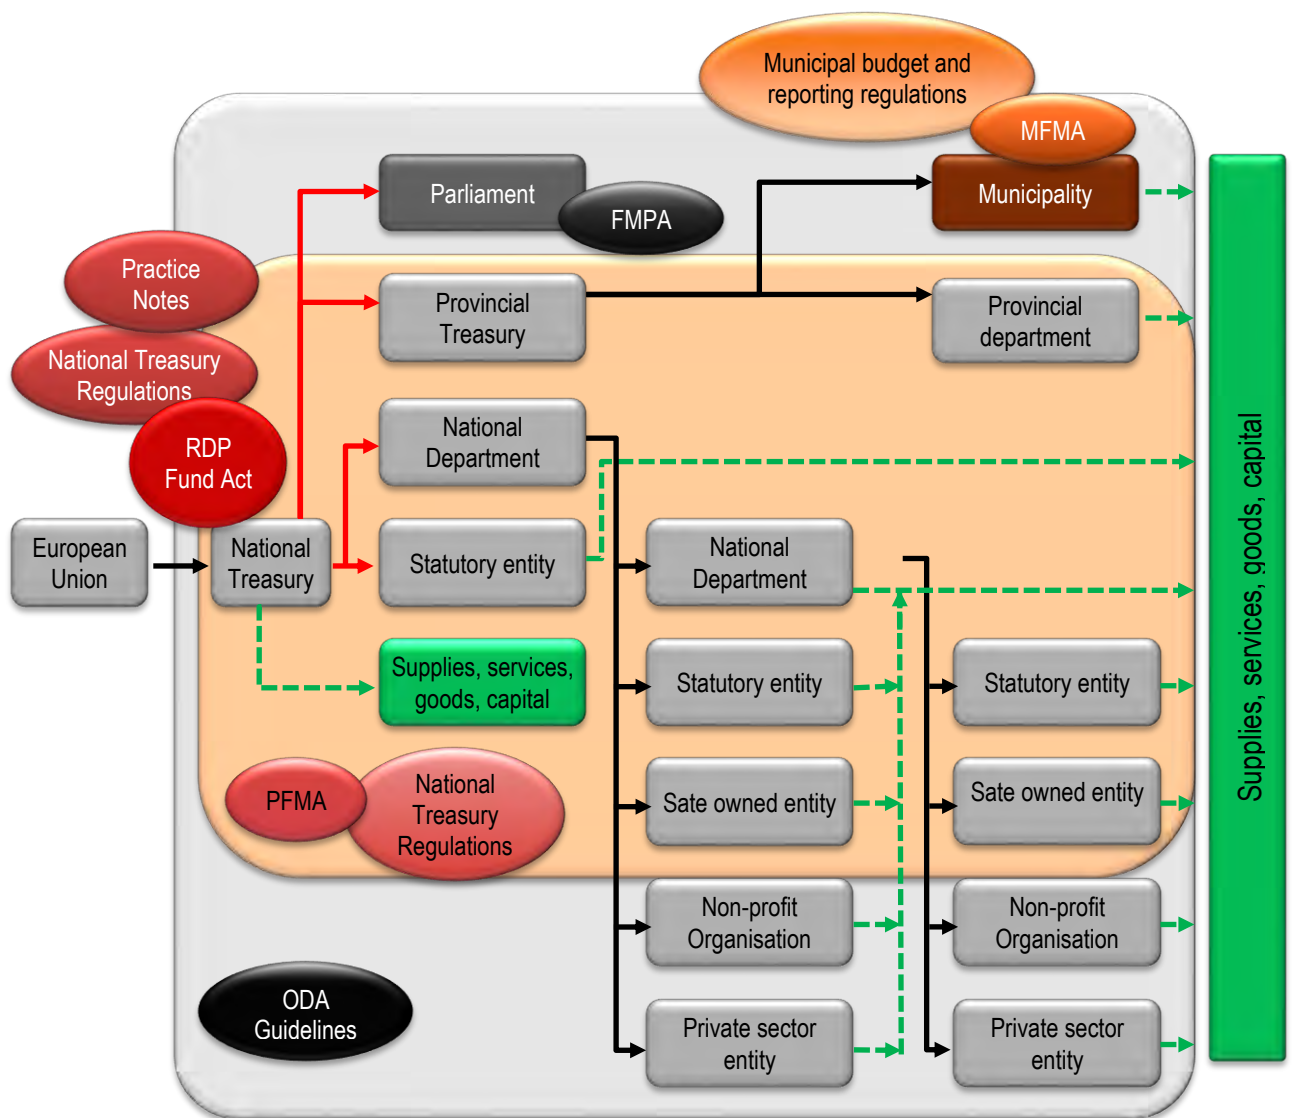 Municipal budget and
reporting regulations
MFMA
Parliament
FMPA
Municipality
Practice
Notes
Provincial
Treasury
Provincial
department
National Treasury
Regulations
RDP
Fund Act
National
Department
European
Union
National
Treasury
Statutory entity
National
Department
Supplies, services,
goods, capital
Statutory entity
Statutory entity
PFMA
National
Treasury
Regulations
Sate owned entity
Sate owned entity
Non-profit
Organisation
Non-profit
Organisation
ODA
Guidelines
Private sector
entity
Private sector
entity
Supplies, services, goods, capital